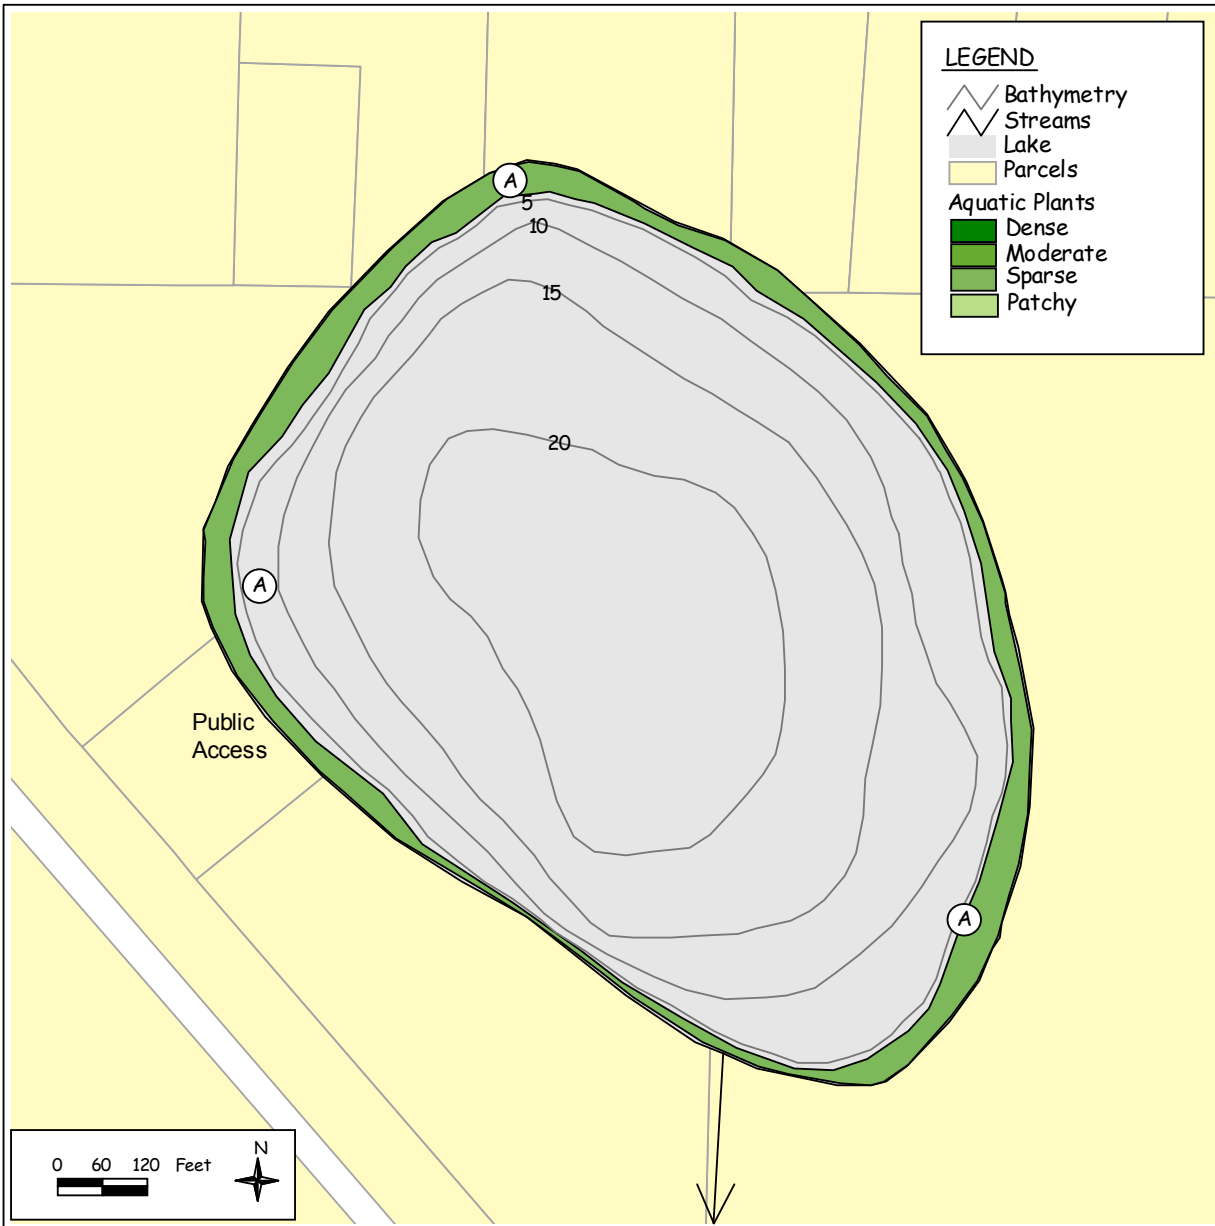 LEGEND
Bathymetry
Streams
Lake
Parcels
Aquatic Plants
Dense
Moderate
Sparse
Patchy
A
5
10
15
20
A
Public
Access
A
0 60 120 Feet
N